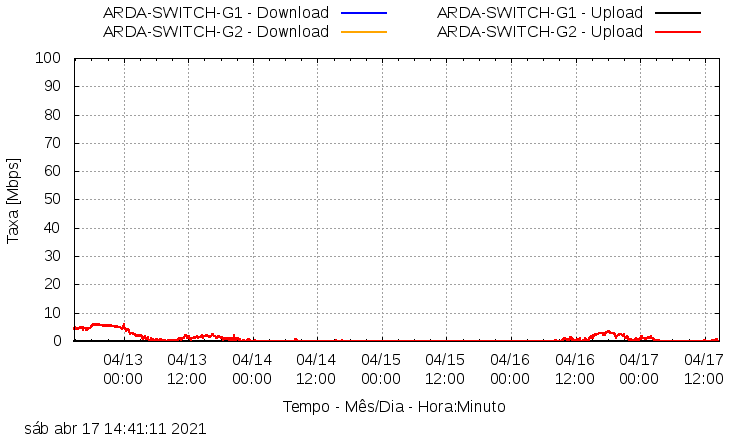 ARDA-SWITCH-G1 - Download ARDA-SWITCH-G1 - Upload
ARDA-SWITCH-G2 - Download ARDA-SWITCH-G2 - Upload
100
90
80
70
60
50
40
30
20
10
0
Taxa [Mbps]
04/13 04/13 04/14 04/14 04/15 04/15 04/16 04/16 04/17 04/17
00:00 12:00 00:00 12:00 00:00 12:00 00:00 12:00 00:00 12:00
Tempo - Mês/Dia - Hora:Minuto
sáb abr 17 14:41:11 2021